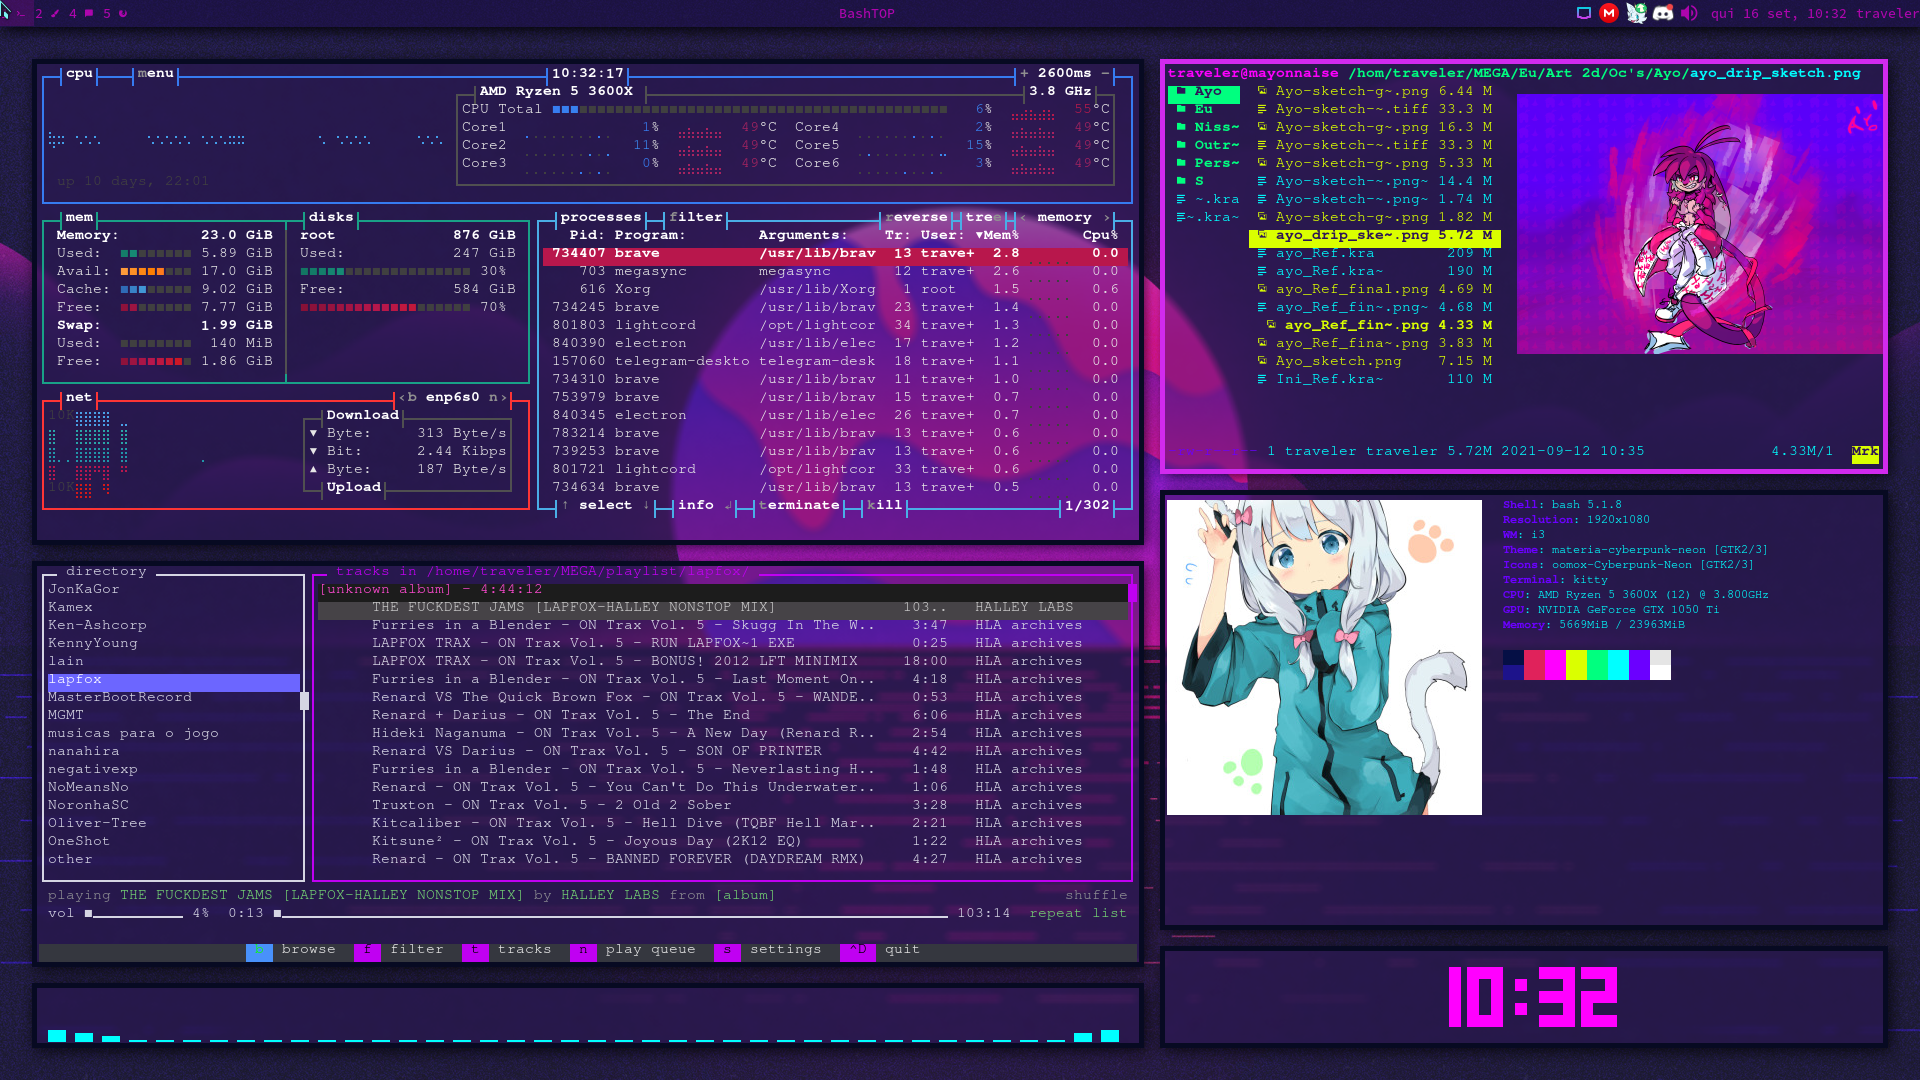 2 4 5
BashTOP
qui 16 set, 10:32 traveler
cpu menu 10:32:17 + 2600ms -
AMD Ryzen 5 3600X 3.8 GHz
CPU Total 6% 55°C
Core1 1% 49°C Core4 2% 49°C
Core2 11% 49°C Core5 15% 49°C
Core3 0% 49°C Core6 3% 49°C
up 10 days, 22:01
mem disks
Memory: 23.0 GiB root 876 GiB
Used: 5.89 GiB Used: 247 GiB
Avail: 17.0 GiB 30%
Cache: 9.02 GiB Free: 584 GiB
Free: 7.77 GiB 70%
Swap: 1.99 GiB
Used: 140 MiB
Free: 1.86 GiB
net ‹b enp6s0 n›
10K
Download
▼ Byte: 313 Byte/s
▼ Bit: 2.44 Kibps
▲ Byte: 187 Byte/s
10K
Upload
processes filter reverse tree ‹ memory ›
Pid: Program: Arguments: Tr: User: ▼Mem% Cpu%
734407 brave /usr/lib/brav 13 trave+ 2.8 0.0
703 megasync megasync 12 trave+ 2.6 0.0
616 Xorg /usr/lib/Xorg 1 root 1.5 0.6
734245 brave /usr/lib/brav 23 trave+ 1.4 0.0
801803 lightcord /opt/lightcor 34 trave+ 1.3 0.0
840390 electron /usr/lib/elec 17 trave+ 1.2 0.0
157060 telegram-deskto telegram-desk 18 trave+ 1.1 0.0
734310 brave /usr/lib/brav 11 trave+ 1.0 0.0
753979 brave /usr/lib/brav 15 trave+ 0.7 0.0
840345 electron /usr/lib/elec 26 trave+ 0.7 0.0
783214 brave /usr/lib/brav 13 trave+ 0.6 0.0
739253 brave /usr/lib/brav 13 trave+ 0.6 0.0
801721 lightcord /opt/lightcor 33 trave+ 0.6 0.0
734634 brave /usr/lib/brav 13 trave+ 0.5 0.0
↑ select ↓ info ↲ terminate kill 1/302
traveler@mayonnaise /hom/traveler/MEGA/Eu/Art 2d/Oc's/Ayo/ayo_drip_sketch.png
Ayo Ayo-sketch-g~.png 6.44 M
Eu Ayo-sketch-~~.tiff 33.3 M
Niss~ Ayo-sketch-g~.png 16.3 M
Outr~ Ayo-sketch-~~.tiff 33.3 M
Pers~ Ayo-sketch-g~.png 5.33 M
S Ayo-sketch-~~.png~ 14.4 M
~.kra Ayo-sketch-~~.png~ 1.74 M
~.kra~ Ayo-sketch-g~.png 1.82 M
ayo_drip_ske~.png 5.72 M
ayo_Ref.kra 209 M
ayo_Ref.kra~ 190 M
ayo_Ref_final.png 4.69 M
ayo_Ref_fin~.png~ 4.68 M
ayo_Ref_fin~.png 4.33 M
ayo_Ref_fina~.png 3.83 M
Ayo_sketch.png 7.15 M
Ini_Ref.kra~ 110 M
1 traveler traveler 5.72M 2021-09-12 10:35 4.33M/1 Mrk
directory
JonKaGor
Kamex
Ken-Ashcorp
KennyYoung
lain
lapfox
MasterBootRecord
MGMT
musicas para o jogo
nanahira
negativexp
NoMeansNo
NoronhaSC
Oliver-Tree
OneShot
other
tracks in /home/traveler/MEGA/playlist/lapfox/
[unknown album] - 4:44:12
THE FUCKDEST JAMS [LAPFOX-HALLEY NONSTOP MIX] 103.. HALLEY LABS
Furries in a Blender - ON Trax Vol. 5 - Skugg In The W.. 3:47 HLA archives
LAPFOX TRAX - ON Trax Vol. 5 - RUN LAPFOX~1 EXE 0:25 HLA archives
LAPFOX TRAX - ON Trax Vol. 5 - BONUS! 2012 LFT MINIMIX 18:00 HLA archives
Furries in a Blender - ON Trax Vol. 5 - Last Moment On.. 4:18 HLA archives
Renard VS The Quick Brown Fox - ON Trax Vol. 5 - WANDE.. 0:53 HLA archives
Renard + Darius - ON Trax Vol. 5 - The End 6:06 HLA archives
Hideki Naganuma - ON Trax Vol. 5 - A New Day (Renard R.. 2:54 HLA archives
Renard VS Darius - ON Trax Vol. 5 - SON OF PRINTER 4:42 HLA archives
Furries in a Blender - ON Trax Vol. 5 - Neverlasting H.. 1:48 HLA archives
Renard - ON Trax Vol. 5 - You Can't Do This Underwater.. 1:06 HLA archives
Truxton - ON Trax Vol. 5 - 2 Old 2 Sober 3:28 HLA archives
Kitcaliber - ON Trax Vol. 5 - Hell Dive (TQBF Hell Mar.. 2:21 HLA archives
Kitsune² - ON Trax Vol. 5 - Joyous Day (2K12 EQ) 1:22 HLA archives
Renard - ON Trax Vol. 5 - BANNED FOREVER (DAYDREAM RMX) 4:27 HLA archives
playing THE FUCKDEST JAMS [LAPFOX-HALLEY NONSTOP MIX] by HALLEY LABS from [album] shuffle
vol 4% 0:13 103:14 repeat list
b browse f filter t tracks n play queue s settings ^D quit
Shell: bash 5.1.8
Resolution: 1920x1080
WM: i3
Theme: materia-cyberpunk-neon [GTK2/3]
Icons: oomox-Cyberpunk-Neon [GTK2/3]
Terminal: kitty
CPU: AMD Ryzen 5 3600X (12) @ 3.800GHz
GPU: NVIDIA GeForce GTX 1050 Ti
Memory: 5669MiB / 23963MiB
10:32